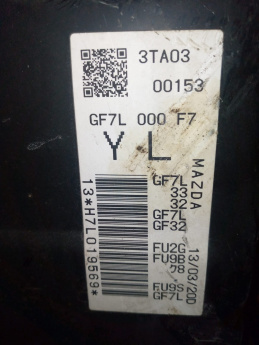 3TA03
00153
GF7L 000 F7
Y L
MAZDA 13/03/200
GF7L
33
32
GF7L
GF32
FU2G
FU9B
78
FU9S
GF7L
13*H7L019569*